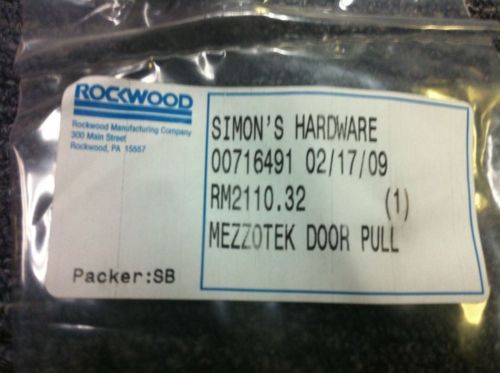 ROCKWOOD
Rockwood Manufacturing Company
300 Main Street
Rockwood, PA 15557
Packer:SB
SIMON'S HARDWARE
00716491 02/17/09
RM2110.32 (1)
MEZZOTEK DOOR PULL